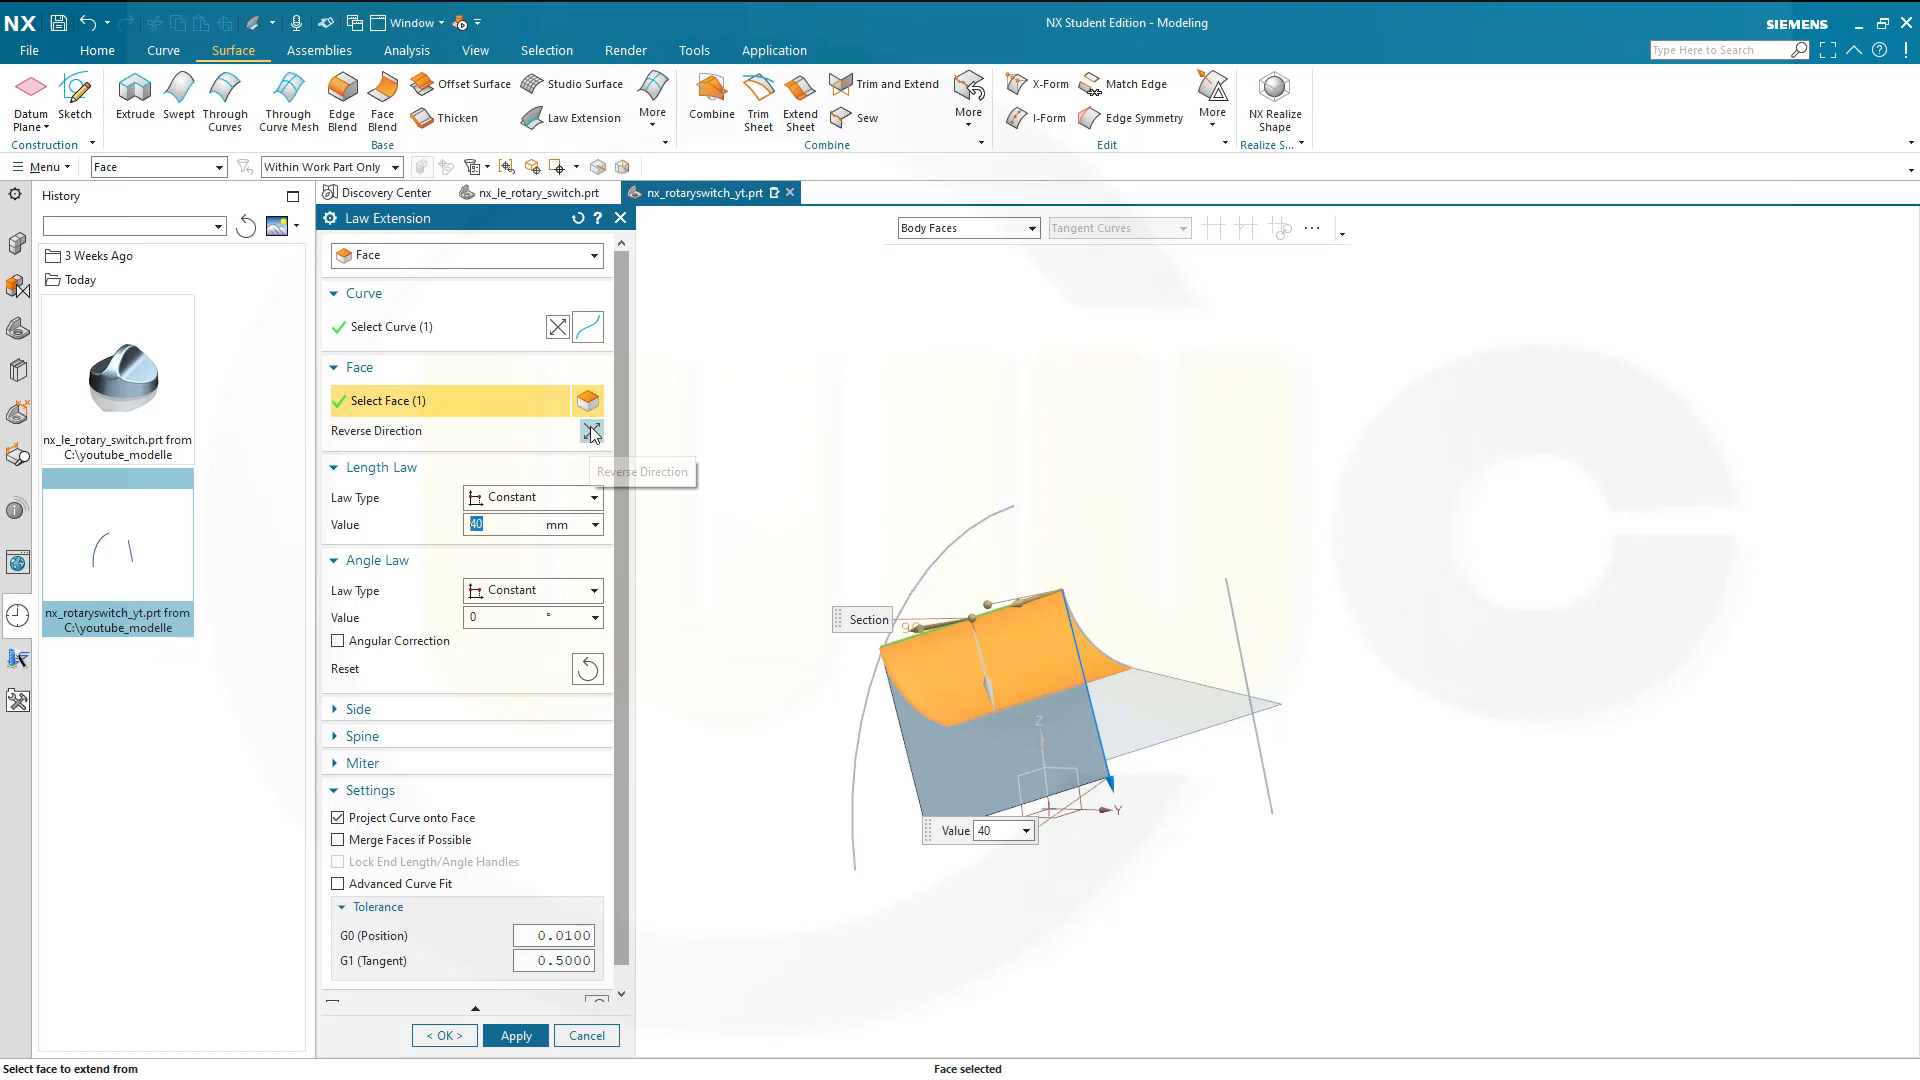 NX
Window
NX Student Edition - Modeling
SIEMENS
File
Home
Curve
Surface
Assemblies
Analysis
View
Selection
Render
Tools
Application
Type Here to Search
Datum Plane
Sketch
Construction
Extrude
Swept
Through Curves
Through Curve Mesh
Edge Blend
Face Blend
Offset Surface
Thicken
Studio Surface
Law Extension
More
Base
Combine
Trim Sheet
Extend Sheet
Trim and Extend
Sew
More
Combine
X-Form
I-Form
Match Edge
Edge Symmetry
More
Edit
NX Realize Shape
Realize S...
Menu
Face
Within Work Part Only
History
3 Weeks Ago
Today
nx_le_rotary_switch.prt from
C:\youtube_modelle
nx_rotaryswitch_yt.prt from
C:\youtube_modelle
Discovery Center
nx_le_rotary_switch.prt
nx_rotaryswitch_yt.prt
Law Extension
Face
Curve
Select Curve (1)
Face
Select Face (1)
Reverse Direction
Reverse Direction
Length Law
Law Type
Constant
Value
40
mm
Angle Law
Law Type
Constant
Value
0
°
Angular Correction
Reset
Side
Spine
Miter
Settings
Project Curve onto Face
Merge Faces if Possible
Lock End Length/Angle Handles
Advanced Curve Fit
Tolerance
G0 (Position)
0.0100
G1 (Tangent)
0.5000
< OK >
Apply
Cancel
Body Faces
Tangent Curves
Section
Z
Y
Value 40
Select face to extend from
Face selected